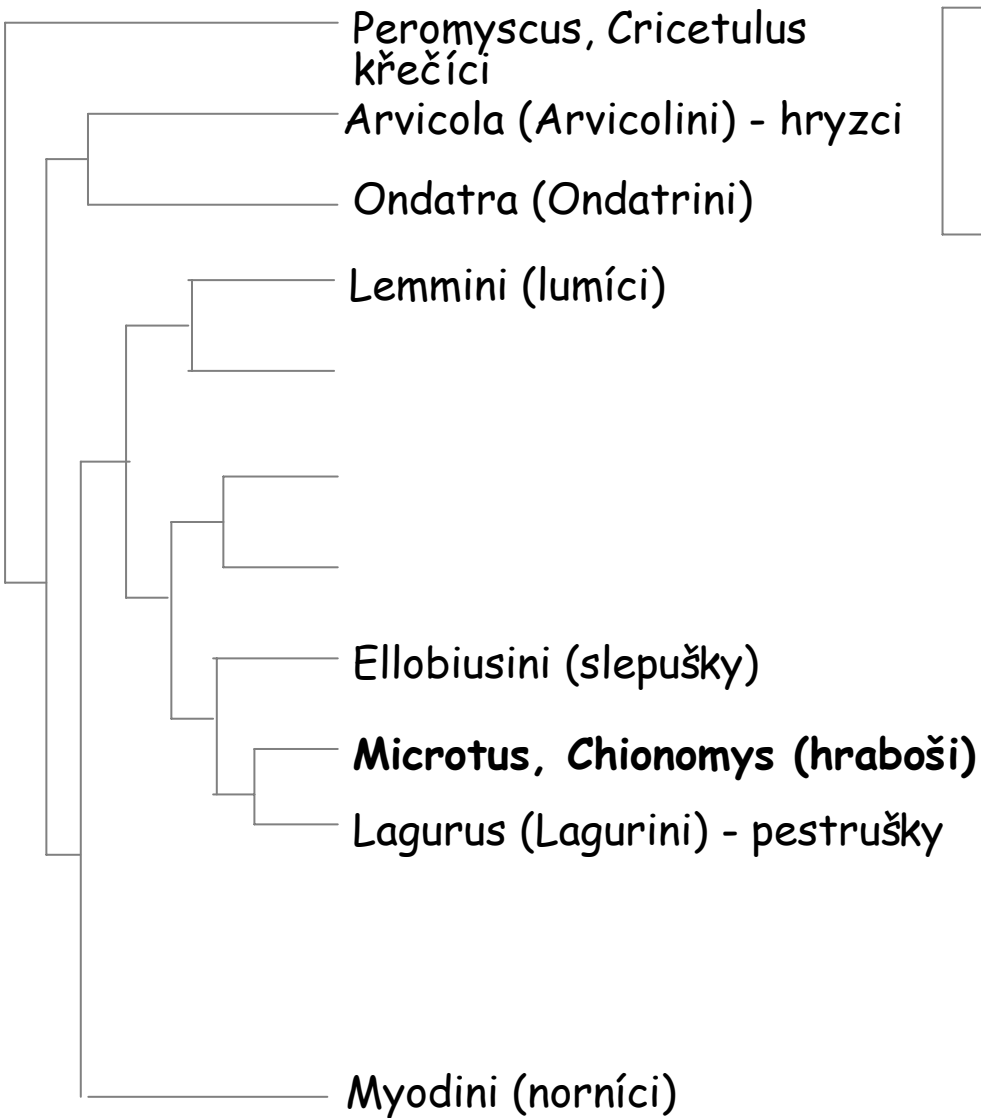 Peromyscus, Cricetulus
křečíci
Arvicola (Arvicolini) - hryzci
Ondatra (Ondatrini)
Lemmini (lumíci)
Ellobiusini (slepušky)
Microtus, Chionomys (hraboši)
Lagurus (Lagurini) - pestrušky
Myodini (norníci)